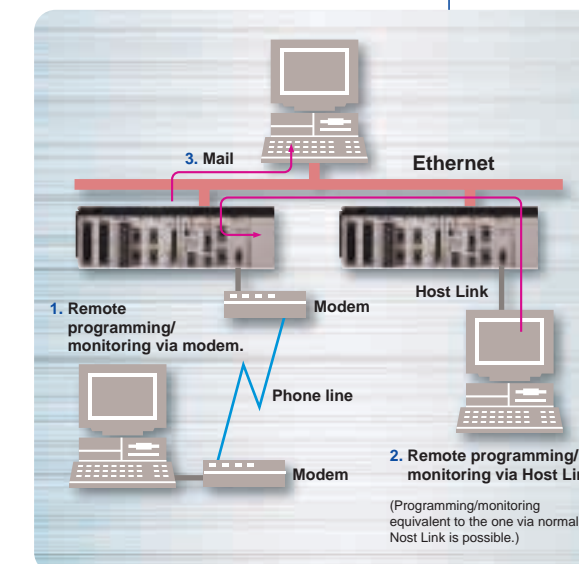 3. Mail
Ethernet
Host Link
1. Remote
programming/
monitoring via modem.
Modem
Phone line
Modem
2. Remote programming/
monitoring via Host
(Programming/monitoring
equivalent to the one via normal
Nost Link is possible.)